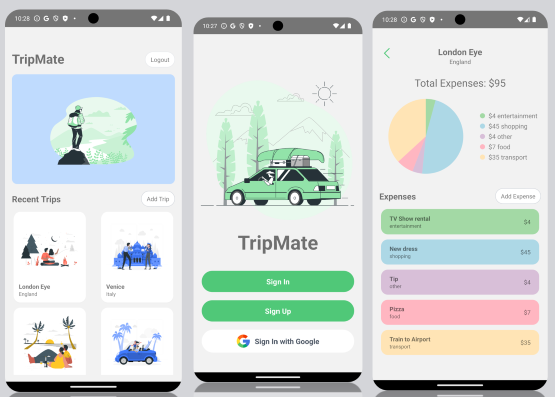 10:28
TripMate
Logout
Recent Trips
Add Trip
London Eye
England
Venice
Italy
10:27
TripMate
Sign In
Sign Up
Sign In with Google
10:28
London Eye
England
Total Expenses: $95
$4 entertainment
$45 shopping
$4 other
$7 food
$35 transport
Expenses
Add Expense
TV Show rental
entertainment
$4
New dress
shopping
$45
Tip
other
$4
Pizza
food
$7
Train to Airport
transport
$35